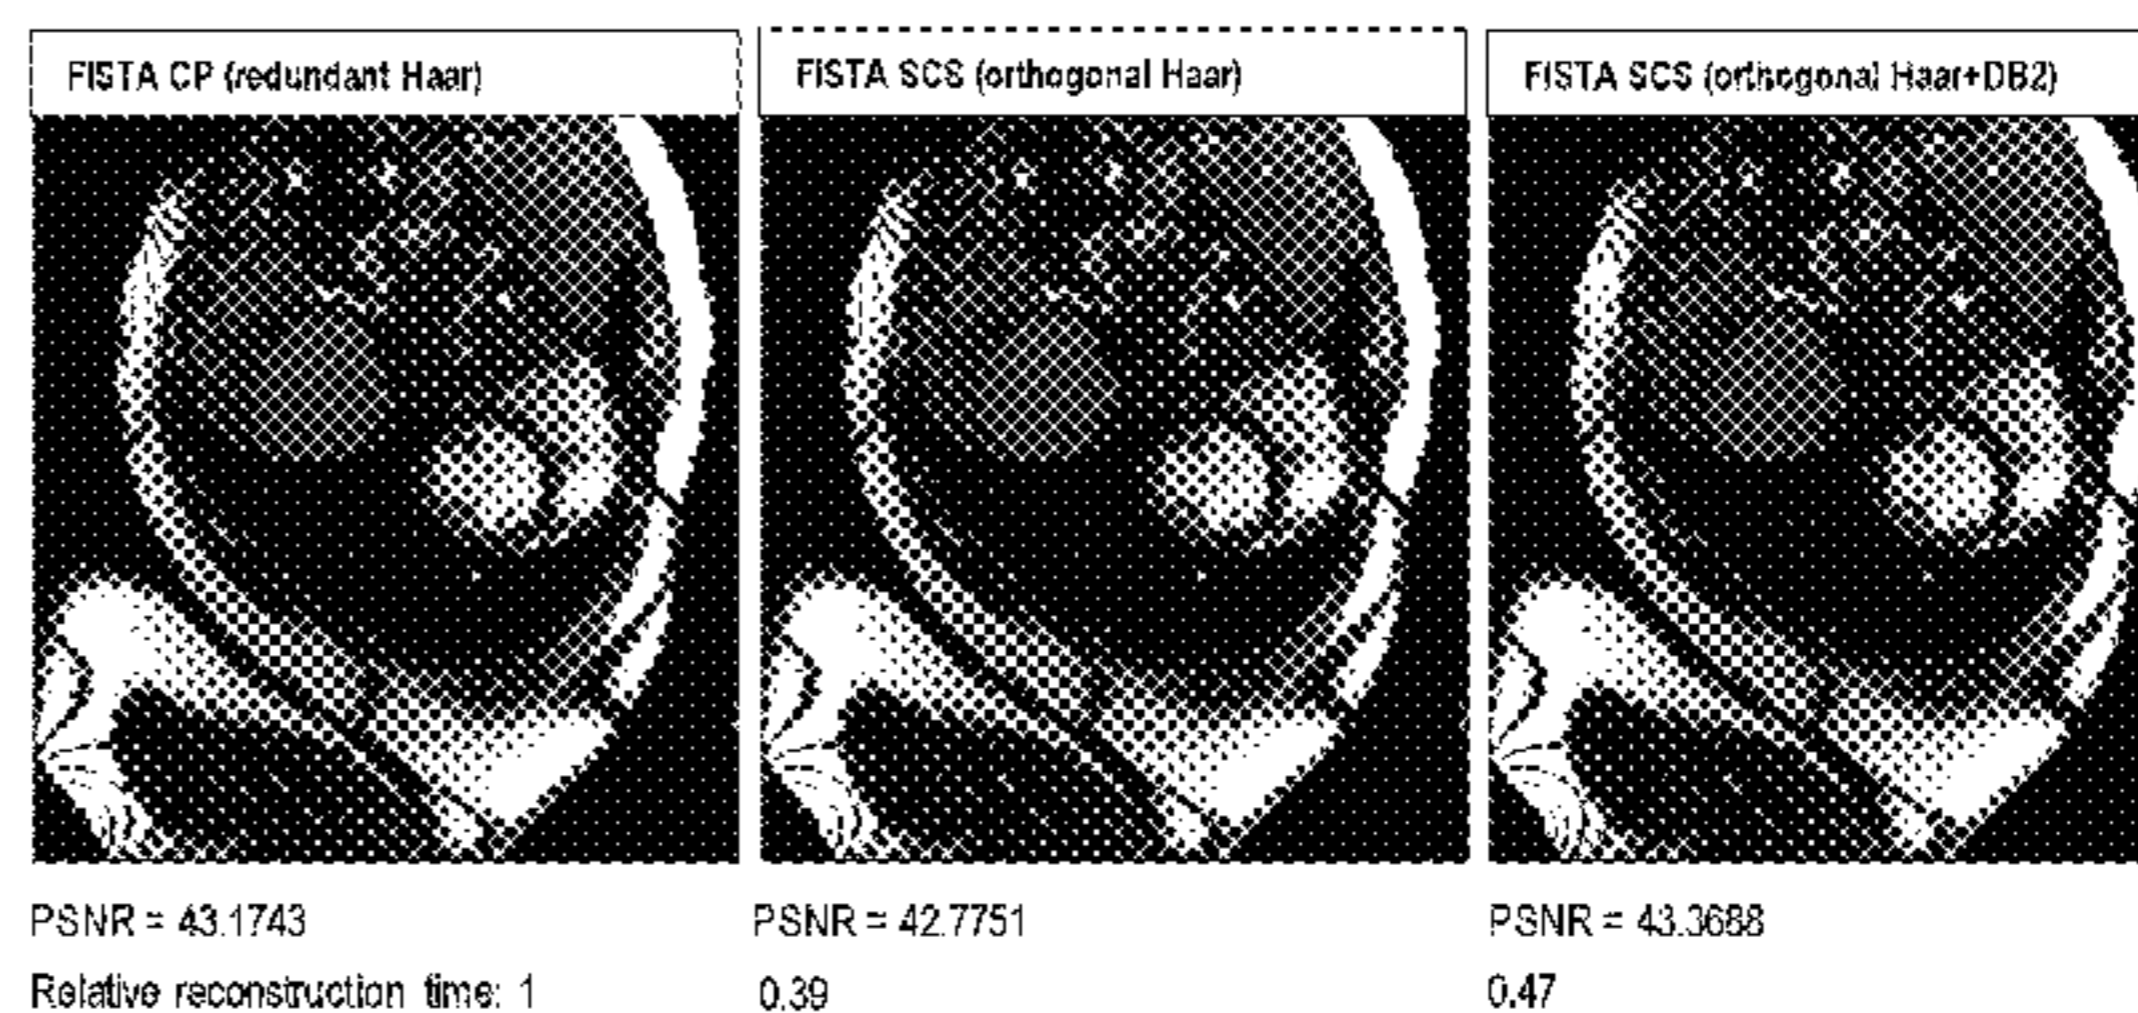 FISTA CP (redundant Haar)
FISTA SCS (orthogonal Haar)
FISTA SCS (orthogonal Haar+DB2)
PSNR = 43.1743
PSNR = 42.7751
PSNR = 43.3688
Relative reconstruction time: 1
0.39
0.47